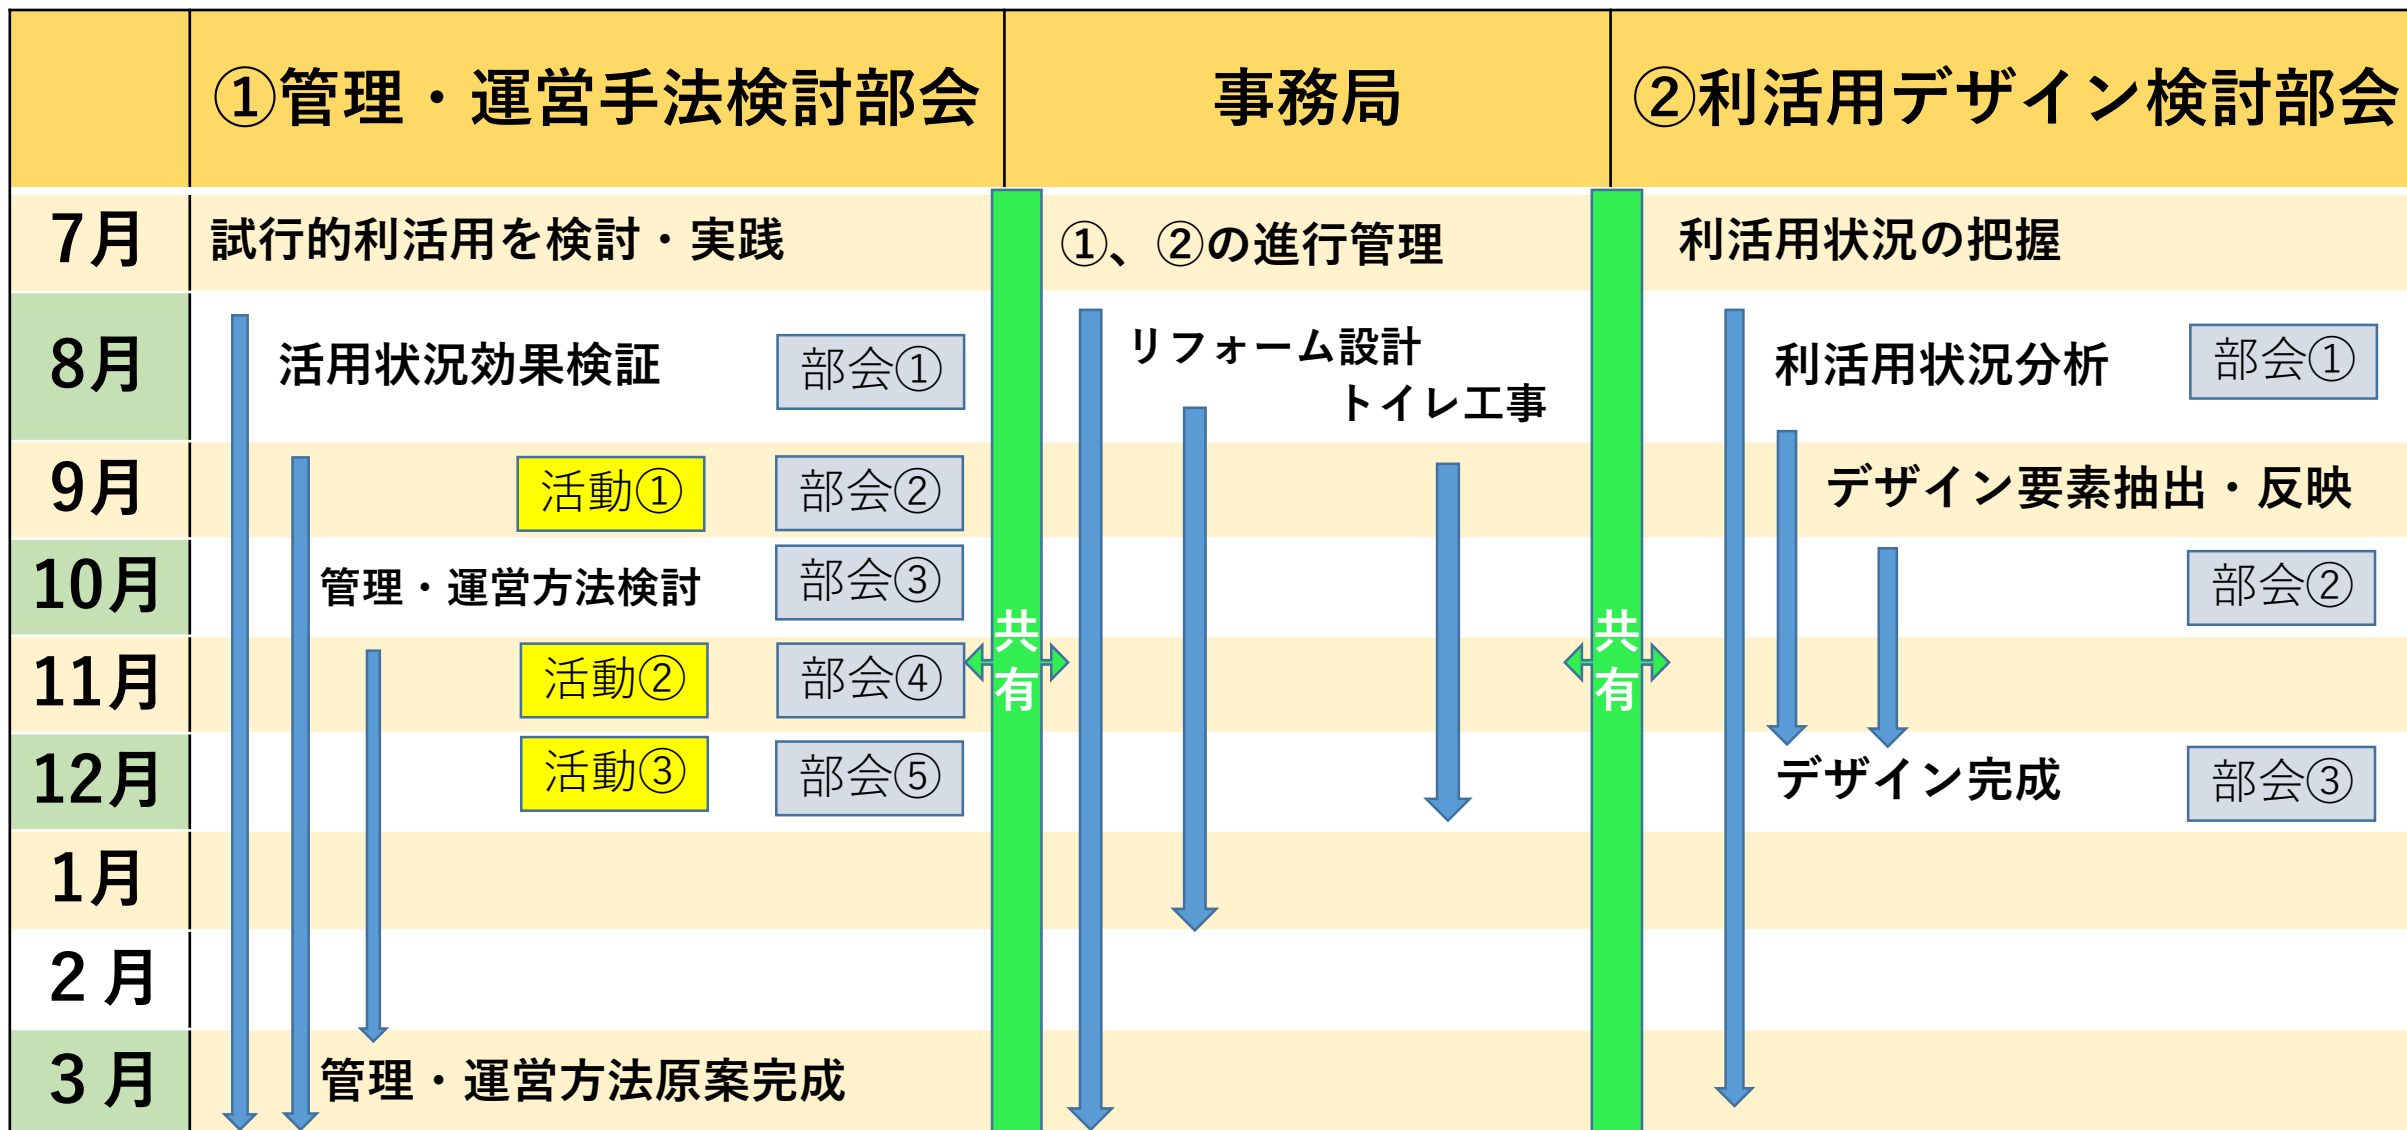 ①管理・運営手法検討部会
事務局
②利活用デザイン検討部会
7月
試行的利活用を検討・実践
①、②の進行管理
利活用状況の把握
8月
活用状況効果検証
部会①
リフォーム設計
トイレ工事
利活用状況分析
部会①
9月
活動①
部会②
デザイン要素抽出・反映
10月
管理・運営方法検討
部会③
部会②
11月
活動②
部会④
共有
共有
12月
活動③
部会⑤
デザイン完成
部会③
1月
2月
3月
管理・運営方法原案完成